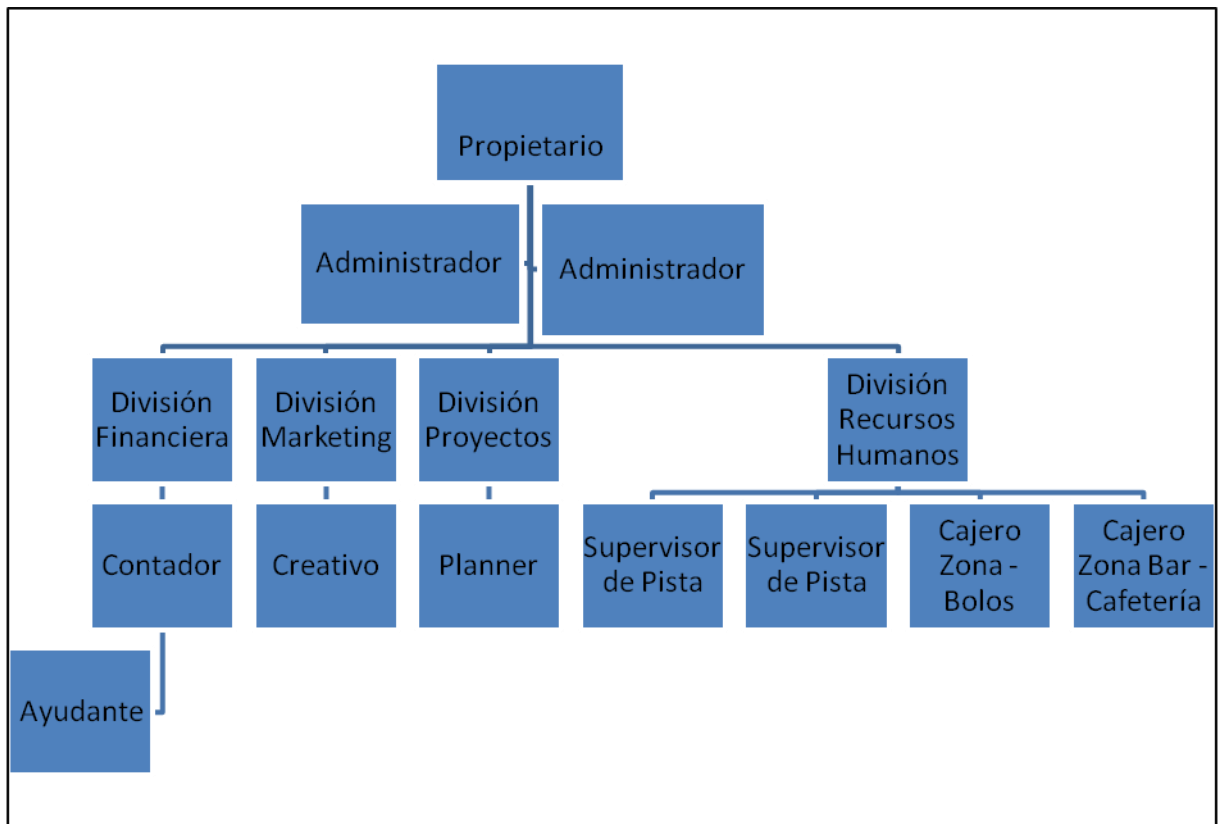 Propietario
Administrador
Administrador
División
Financiera
División
Marketing
División
Proyectos
División
Recursos
Humanos
Contador
Creativo
Planner
Supervisor
de Pista
Supervisor
de Pista
Cajero
Zona -
Bolos
Cajero
Zona Bar -
Cafetería
Ayudante